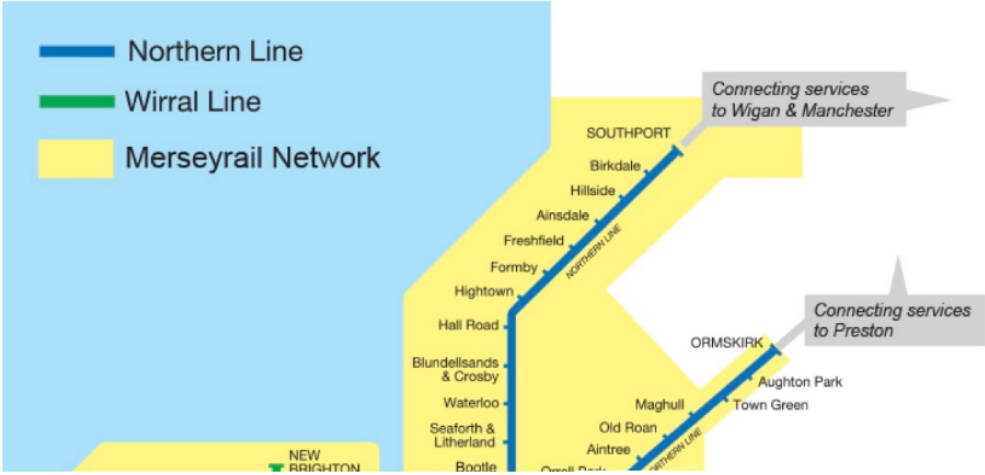 Northern Line
Wirral Line
Merseyrail Network
Connecting services
to Wigan & Manchester
SOUTHPORT
Birkdale
Hillside
Ainsdale
Freshfield
NORTHERN LINE
Formby
Hightown
Hall Road
Connecting services
to Preston
ORMSKIRK
Blundellsands
& Crosby
Aughton Park
Waterloo
Maghull
Town Green
Seaforth &
Litherland
Old Roan
Aintree
NEW
BRIGHTON
Bootle